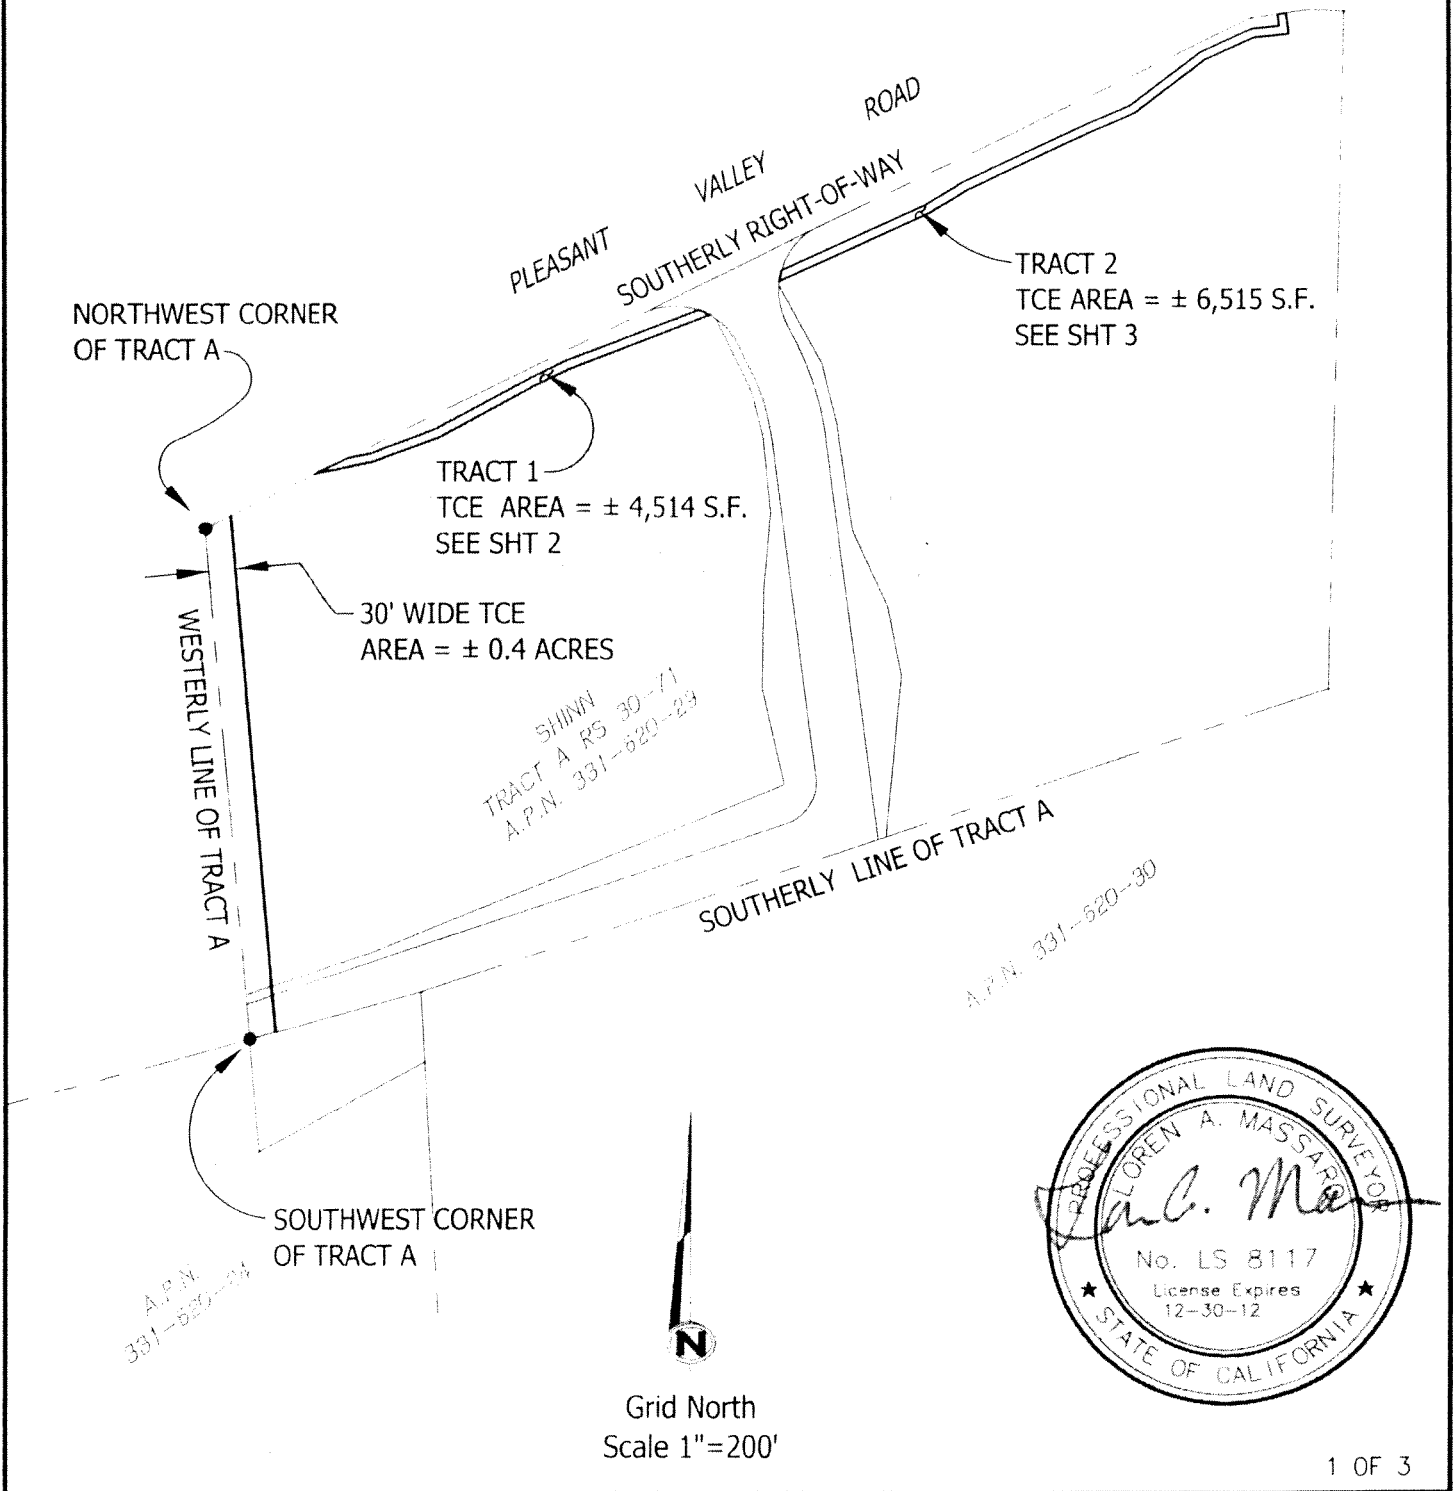 PLEASANT VALLEY ROAD
SOUTHERLY RIGHT-OF-WAY
NORTHWEST CORNER
OF TRACT A
TRACT 2
TCE AREA = ± 6,515 S.F.
SEE SHT 3
TRACT 1
TCE AREA = ± 4,514 S.F.
SEE SHT 2
30' WIDE TCE
AREA = ± 0.4 ACRES
WESTERLY LINE OF TRACT A
SHINN
TRACT A RS 30-71
A.P.N. 331-620-29
SOUTHERLY LINE OF TRACT A
A.P.N. 331-620-30
SOUTHWEST CORNER
OF TRACT A
A.P.N.
331-620-04
N
Grid North
Scale 1"=200'
PROFESSIONAL LAND SURVEYOR
LOREN A. MASSARO
No. LS 8117
License Expires
12-30-12
STATE OF CALIFORNIA
1 OF 3